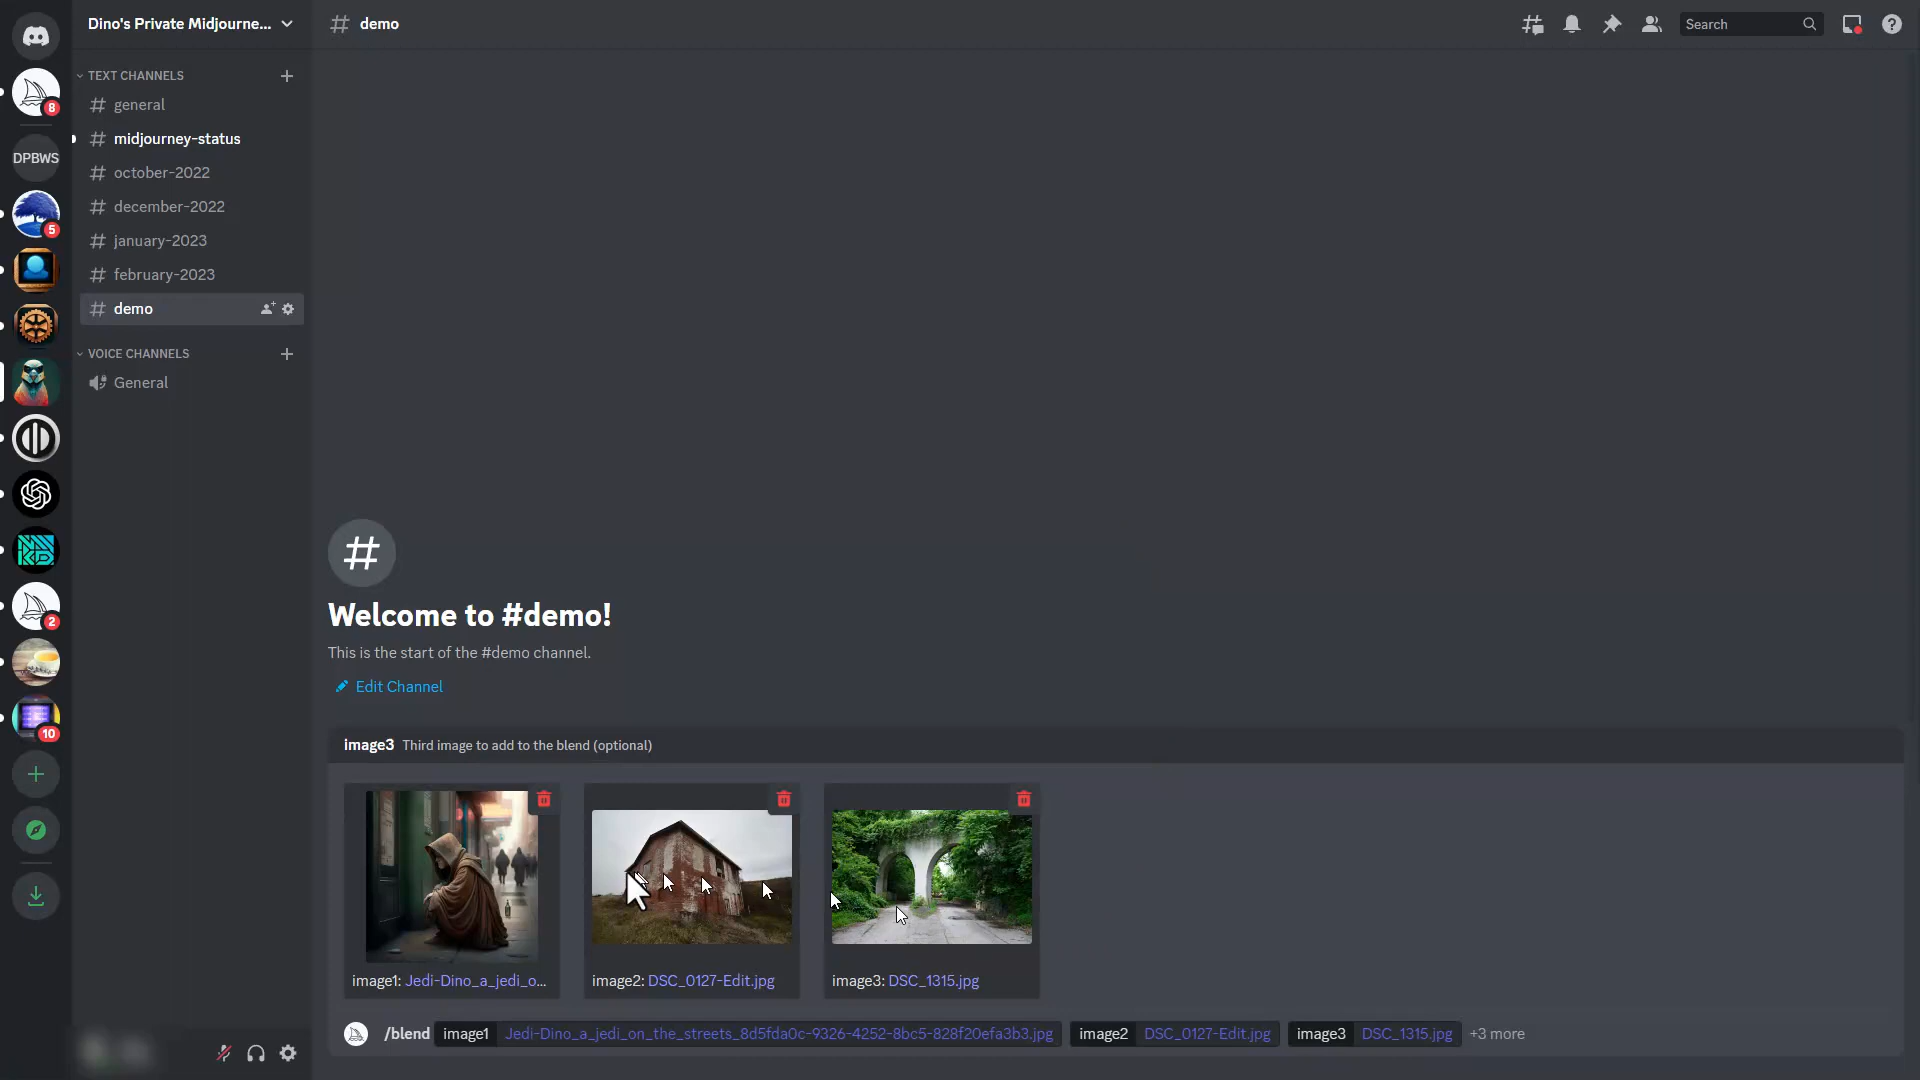 Dino's Private Midjourne...
demo
Search
TEXT CHANNELS
general
midjourney-status
october-2022
december-2022
january-2023
february-2023
demo
VOICE CHANNELS
General
8
DPBWS
5
2
10
Welcome to #demo!
This is the start of the #demo channel.
Edit Channel
image3 Third image to add to the blend (optional)
image1: Jedi-Dino_a_jedi_o...
image2: DSC_0127-Edit.jpg
image3: DSC_1315.jpg
/blend image1 Jedi-Dino_a_jedi_on_the_streets_8d5fda0c-9326-4252-8bc5-828f20efa3b3.jpg image2 DSC_0127-Edit.jpg image3 DSC_1315.jpg +3 more